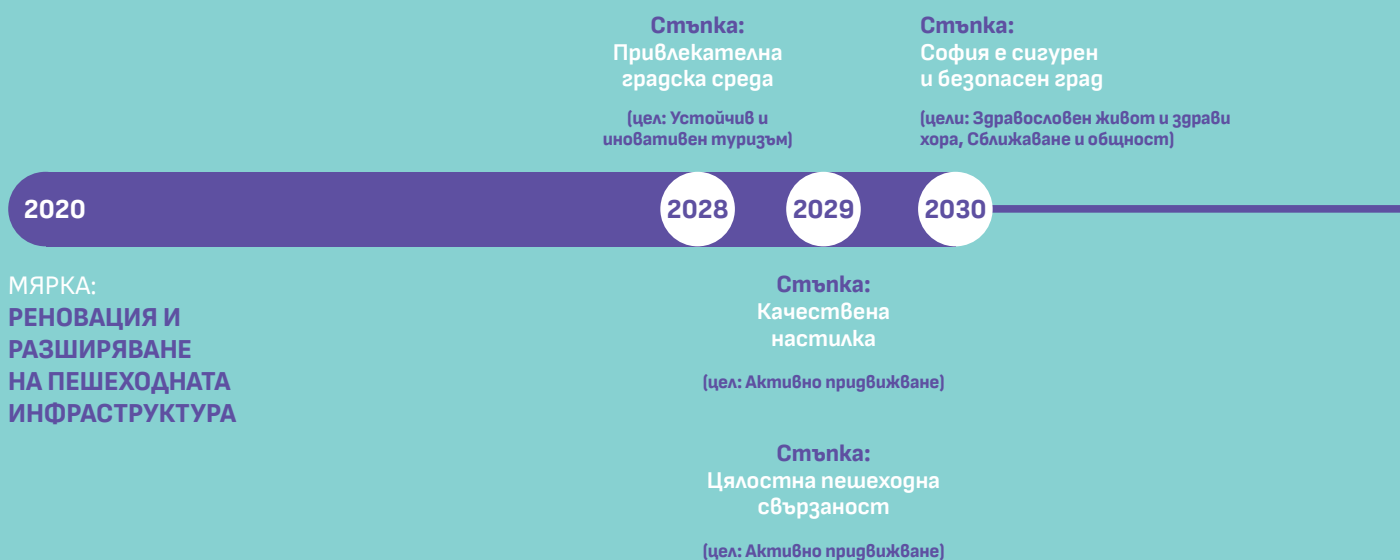 Стъпка:
Привлекателна
градска среда
(цел: Устойчив и
иновативен туризъм)
Стъпка:
София е сигурен
и безопасен град
(цели: Здравословен живот и здрави
хора, Сближаване и общност)
2020
2028
2029
2030
МЯРКА:
РЕНОВАЦИЯ И
РАЗШИРЯВАНЕ
НА ПЕШЕХОДНАТА
ИНФРАСТРУКТУРА
Стъпка:
Качествена
настилка
(цел: Активно придвижване)
Стъпка:
Цялостна пешеходна
свързаност
(цел: Активно придвижване)